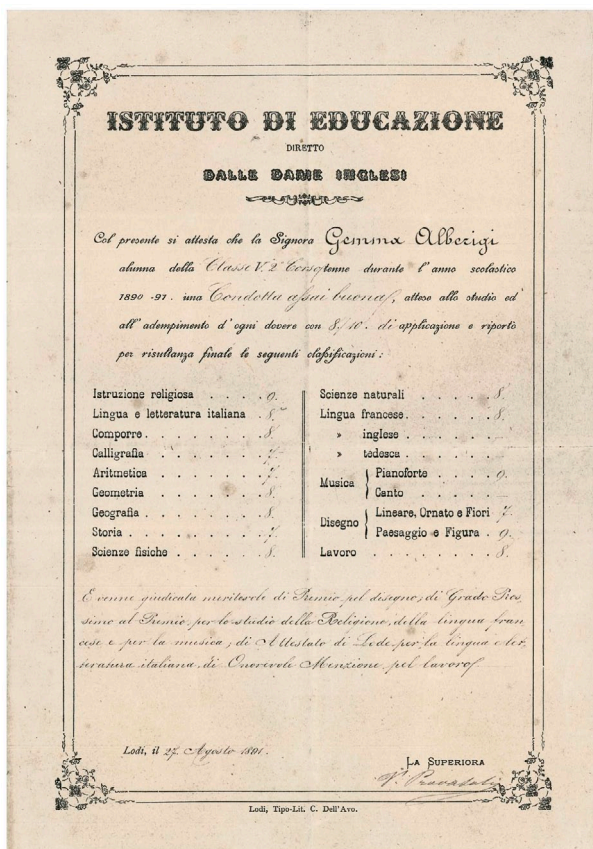 ISTITUTO DI EDUCAZIONE
DIRETTO
DALLE DAME INGLESI
Col presente si attesta che la Signora Gemma Alberigi
alunna della Classe V. 2° Corso tenne durante l'anno scolastico
1890-91. una Condotta assai buona, attese allo studio ed
all'adempimento d'ogni dovere con 8/10. di applicazione e riportò
per risultanza finale le seguenti classificazioni:
Istruzione religiosa . . . . 9.
Lingua e letteratura italiana . 8.
Comporre . . . . . . . 8.
Calligrafia . . . . . . 7.
Aritmetica . . . . . . 7.
Geometria . . . . . . 8.
Geografia . . . . . . 8.
Storia . . . . . . . 7.
Scienze fisiche . . . . . 8.
Scienze naturali . . . . . 8.
Lingua francese . . . . . 8.
» inglese . . . . . –
» tedesca . . . . . –
Musica { Pianoforte . . . . 9.
Canto . . . . . . –
Disegno { Lineare, Ornato e Fiori 7.
Paesaggio e Figura . 9.
Lavoro . . . . . . . 8.
E venne giudicata meritevole di Premio pel disegno; di Grado Pros-
simo al Premio per lo studio della Religione, della lingua fran-
cese e per la musica; di Attestato di Lode per la lingua e let-
teratura italiana, di Onorevole Menzione pel lavoro.
Lodi, il 27. Agosto 1891.
LA SUPERIORA
Lodi, Tipo-Lit. C. Dell'Avo.